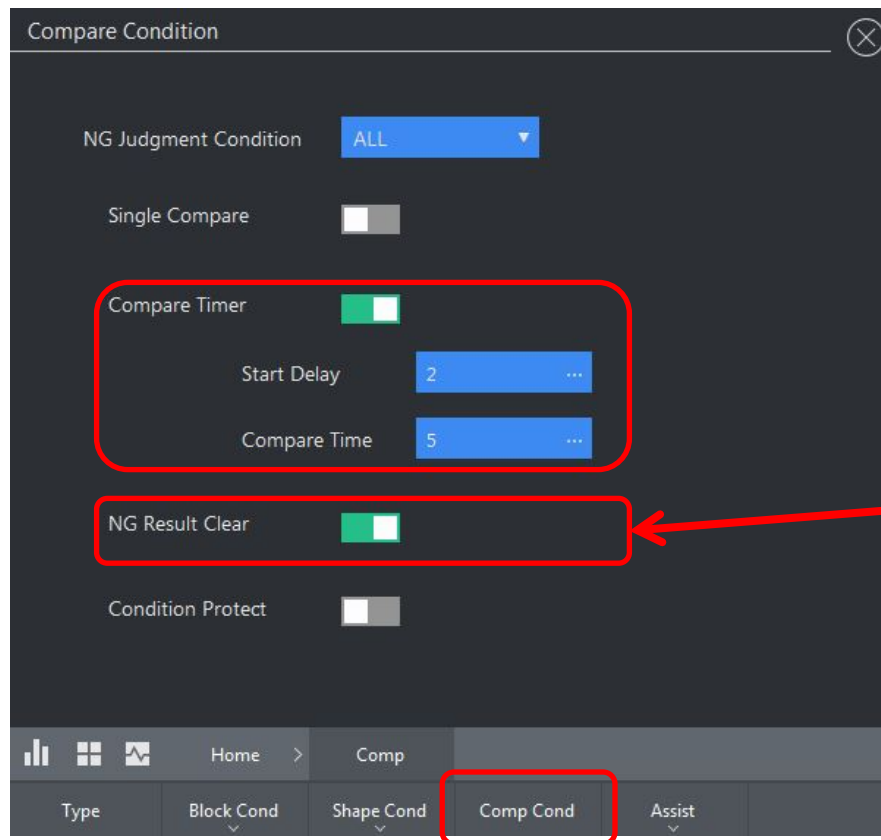 Compare Condition
NG Judgment Condition ALL
Single Compare
Compare Timer
Start Delay 2 ...
Compare Time 5 ...
NG Result Clear
Condition Protect
Home > Comp
Type Block Cond Shape Cond Comp Cond Assist